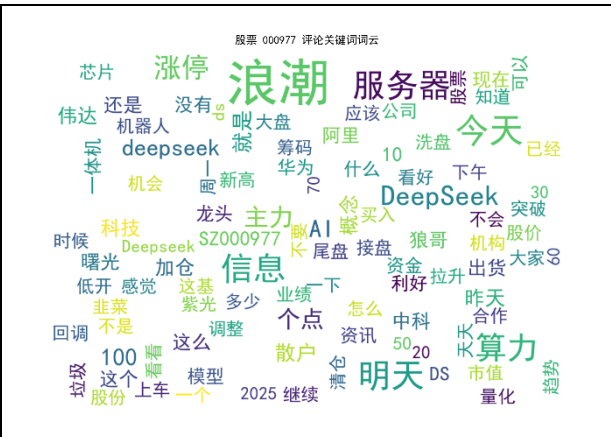 股票 000977 评论关键词词云
芯片
涨停
浪潮
服务器
股票
现在
可以
知道
伟达
还是
没有
ds
就是
大盘
应该
公司
今天
机器人
阿里
洗盘
已经
一体机
deepseek
筹码
华为
什么
10
看好
下午
机会
周一
新高
70
DeepSeek
30
突破
龙头
主力
AI
概念
买入
不会
股价
科技
SZ000977
不要
狼哥
机构
大家
60
时候
Deepseek
尾盘
接盘
曙光
加仓
信息
资金
拉升
出货
低开
感觉
这基
一下
利好
昨天
韭菜
紫光
多少
业绩
怎么
合作
回调
不是
调整
个点
资讯
中科
天天
算力
看看
这么
散户
50
20
100
垃圾
这个
模型
清仓
明天
DS
市值
趋势
股份
上车
一个
2025
继续
量化